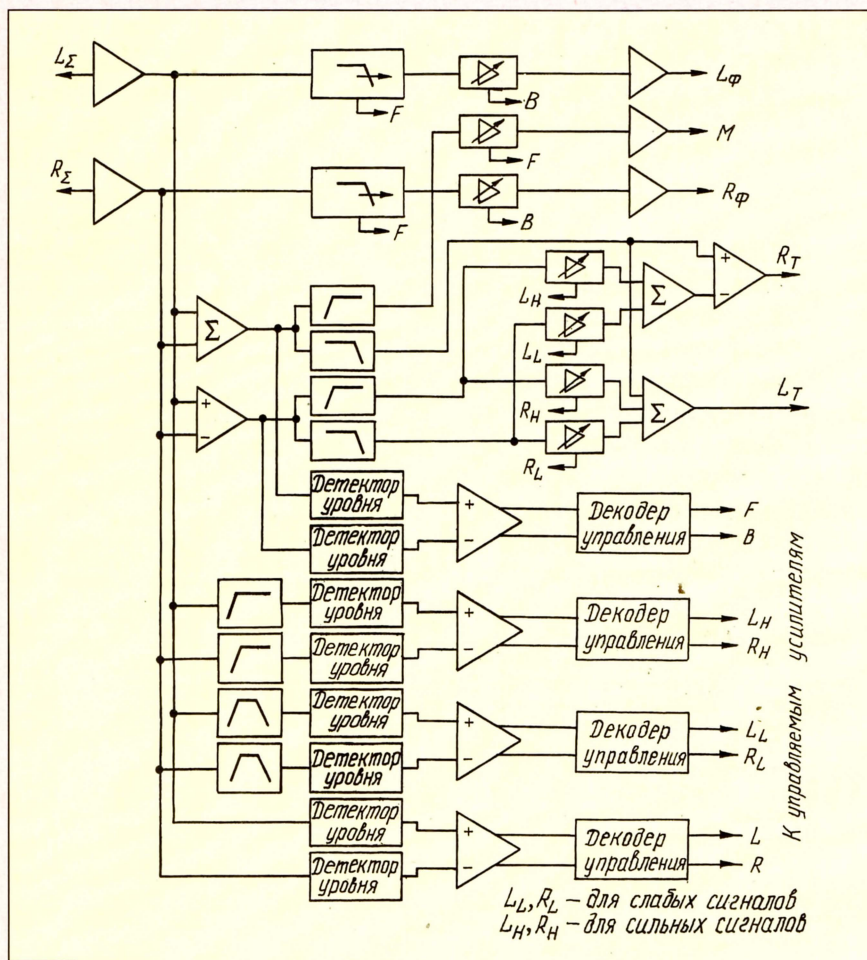 L_Σ
L_Ф
F
B
M
F
R_Σ
R_Ф
F
B
R_T
L_H
Σ
Σ
L_L
+
−
R_H
L_T
Σ
+
−
R_L
Детектор уровня
+
−
Декодер управления
F
B
Детектор уровня
Детектор уровня
+
−
Декодер управления
L_H
R_H
Детектор уровня
Детектор уровня
+
−
Декодер управления
L_L
R_L
Детектор уровня
Детектор уровня
+
−
Декодер управления
L
R
Детектор уровня
К управляемым усилителям
L_L, R_L – для слабых сигналов
L_H, R_H – для сильных сигналов